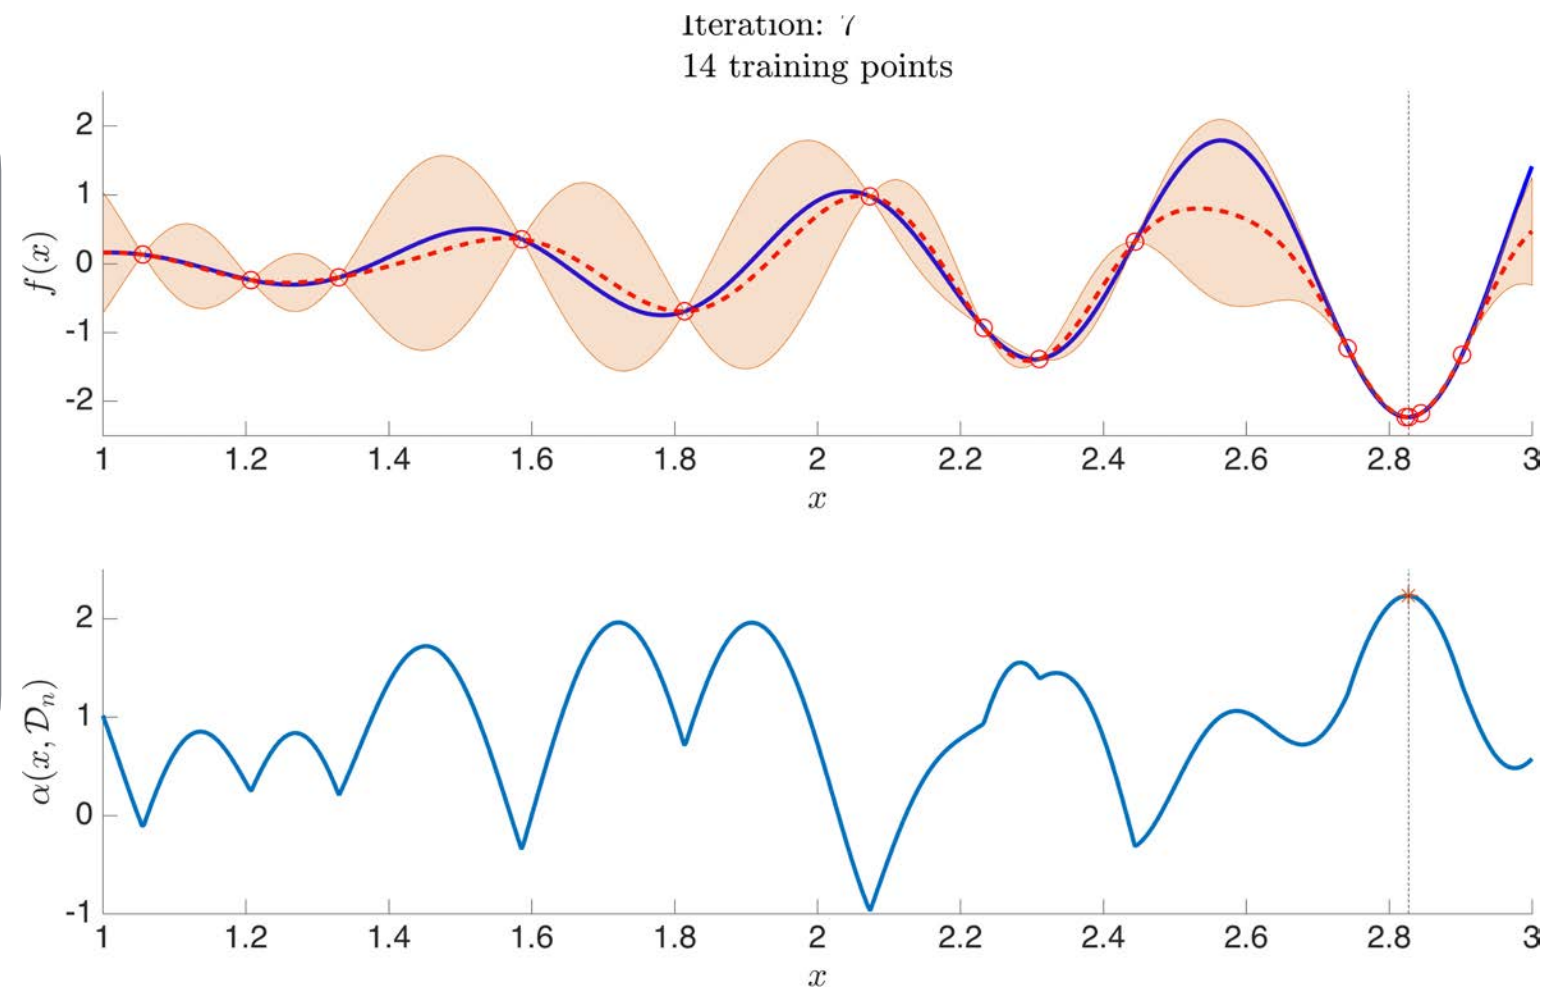 Iteration: 7
14 training points
2
1
0
-1
-2
f(x)
1 1.2 1.4 1.6 1.8 2 2.2 2.4 2.6 2.8 3
x
2
1
0
-1
α(x, 𝒟ₙ)
1 1.2 1.4 1.6 1.8 2 2.2 2.4 2.6 2.8 3
x